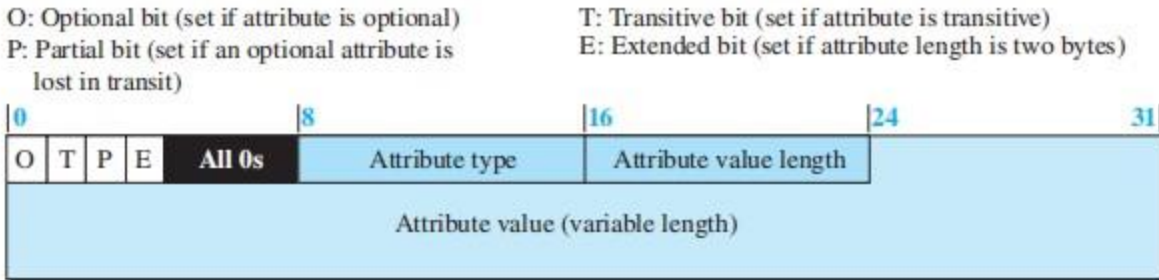 O: Optional bit (set if attribute is optional)
P: Partial bit (set if an optional attribute is
lost in transit)
T: Transitive bit (set if attribute is transitive)
E: Extended bit (set if attribute length is two bytes)
0 8 16 24 31
O T P E All 0s Attribute type Attribute value length
Attribute value (variable length)